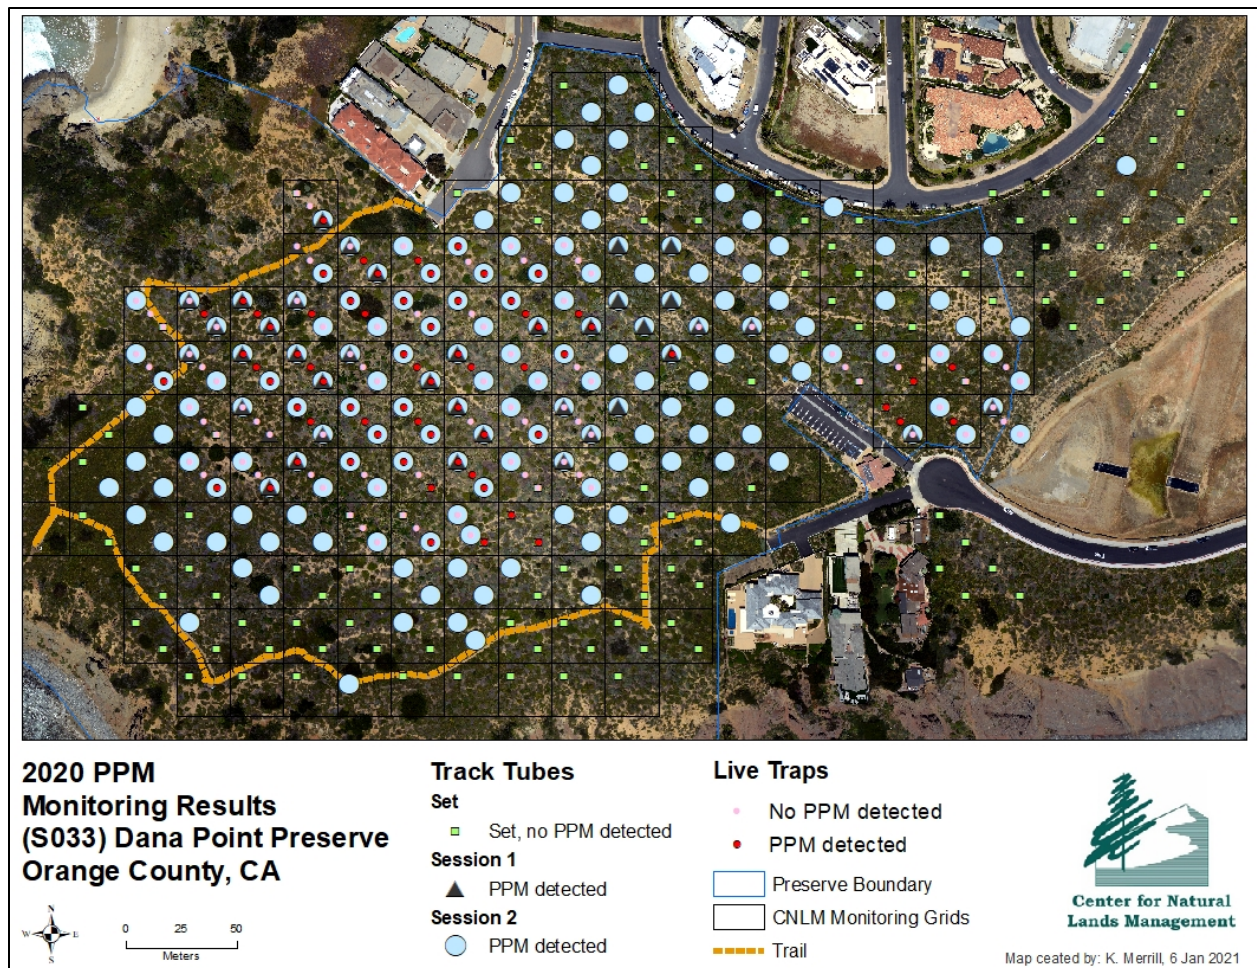 2020 PPM
Monitoring Results
(S033) Dana Point Preserve
Orange County, CA
N
W E
S
0 25 50
Meters
Track Tubes
Set
Set, no PPM detected
Session 1
PPM detected
Session 2
PPM detected
Live Traps
No PPM detected
PPM detected
Preserve Boundary
CNLM Monitoring Grids
Trail
Center for Natural
Lands Management
Map ceated by: K. Merrill, 6 Jan 2021